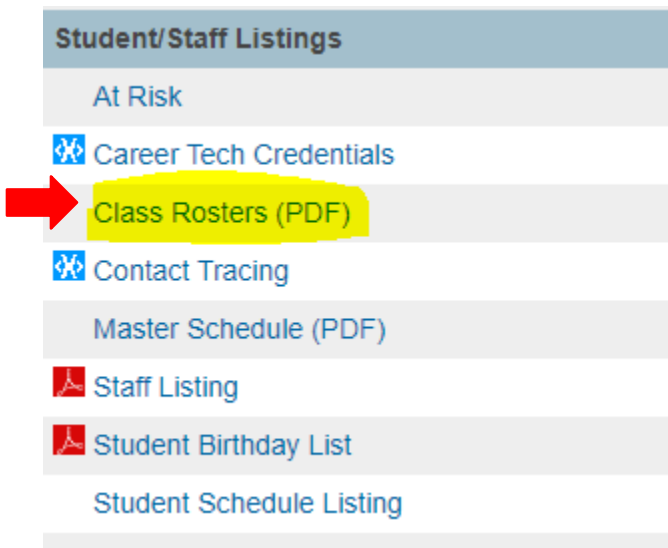 Student/Staff Listings
At Risk
Career Tech Credentials
Class Rosters (PDF)
Contact Tracing
Master Schedule (PDF)
Staff Listing
Student Birthday List
Student Schedule Listing